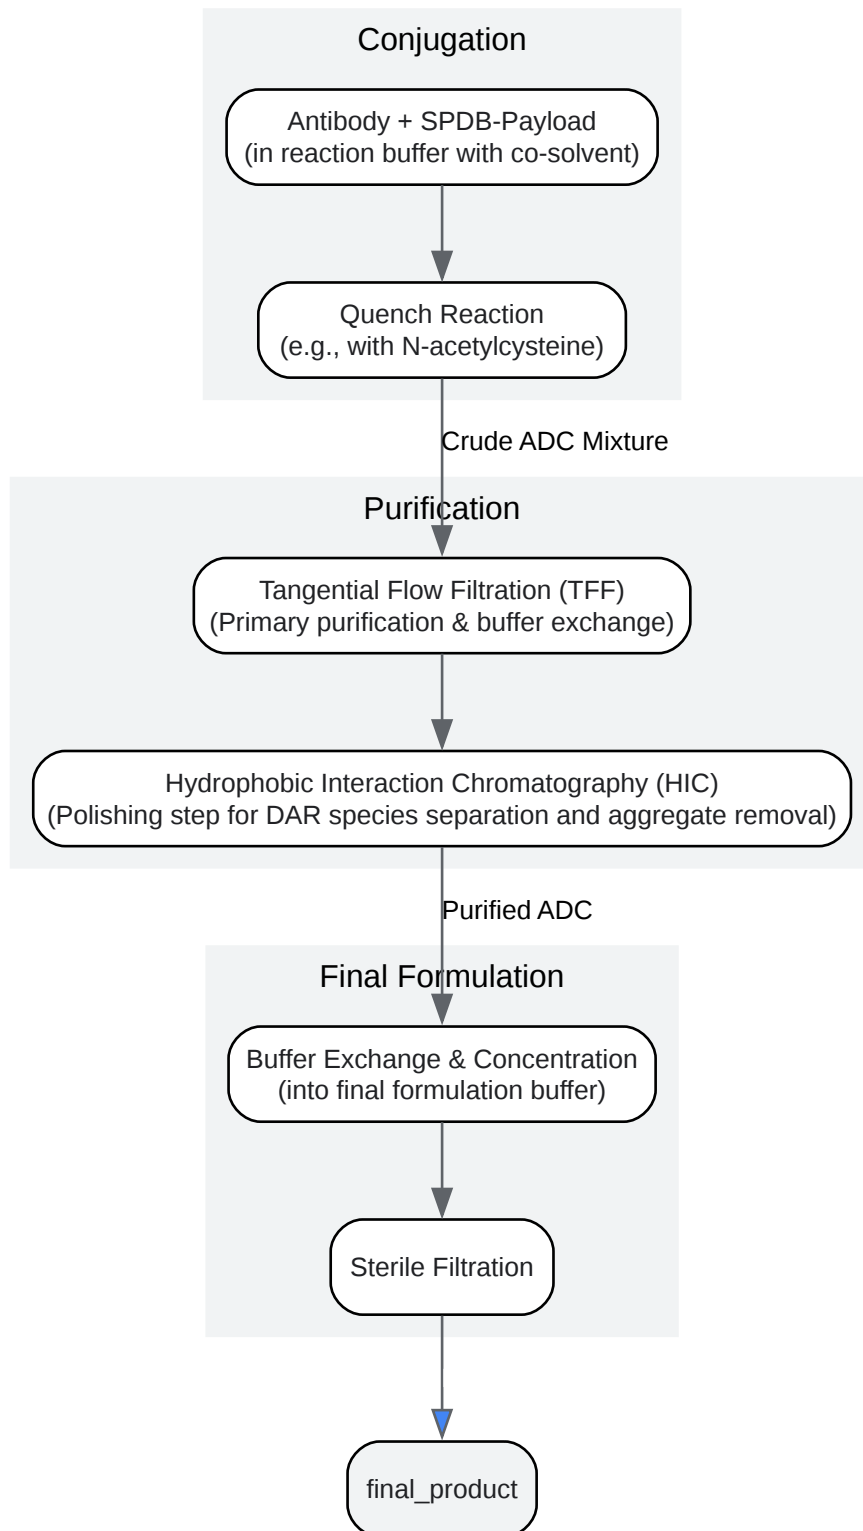 Conjugation
Antibody + SPDB-Payload
(in reaction buffer with co-solvent)
Quench Reaction
(e.g., with N-acetylcysteine)
Crude ADC Mixture
Purification
Tangential Flow Filtration (TFF)
(Primary purification & buffer exchange)
Hydrophobic Interaction Chromatography (HIC)
(Polishing step for DAR species separation and aggregate removal)
Purified ADC
Final Formulation
Buffer Exchange & Concentration
(into final formulation buffer)
Sterile Filtration
final_product